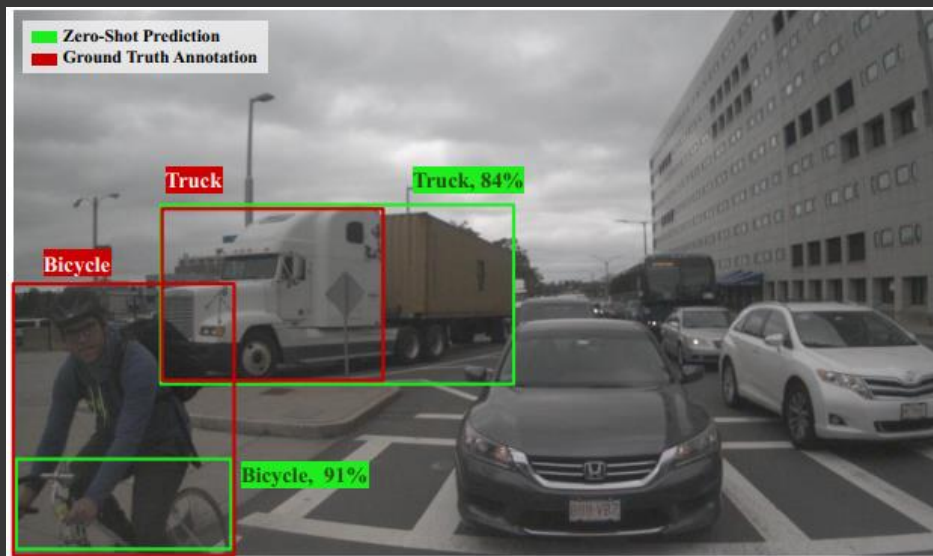 Zero-Shot Prediction
Ground Truth Annotation
Truck
Truck, 84%
Bicycle
Bicycle, 91%